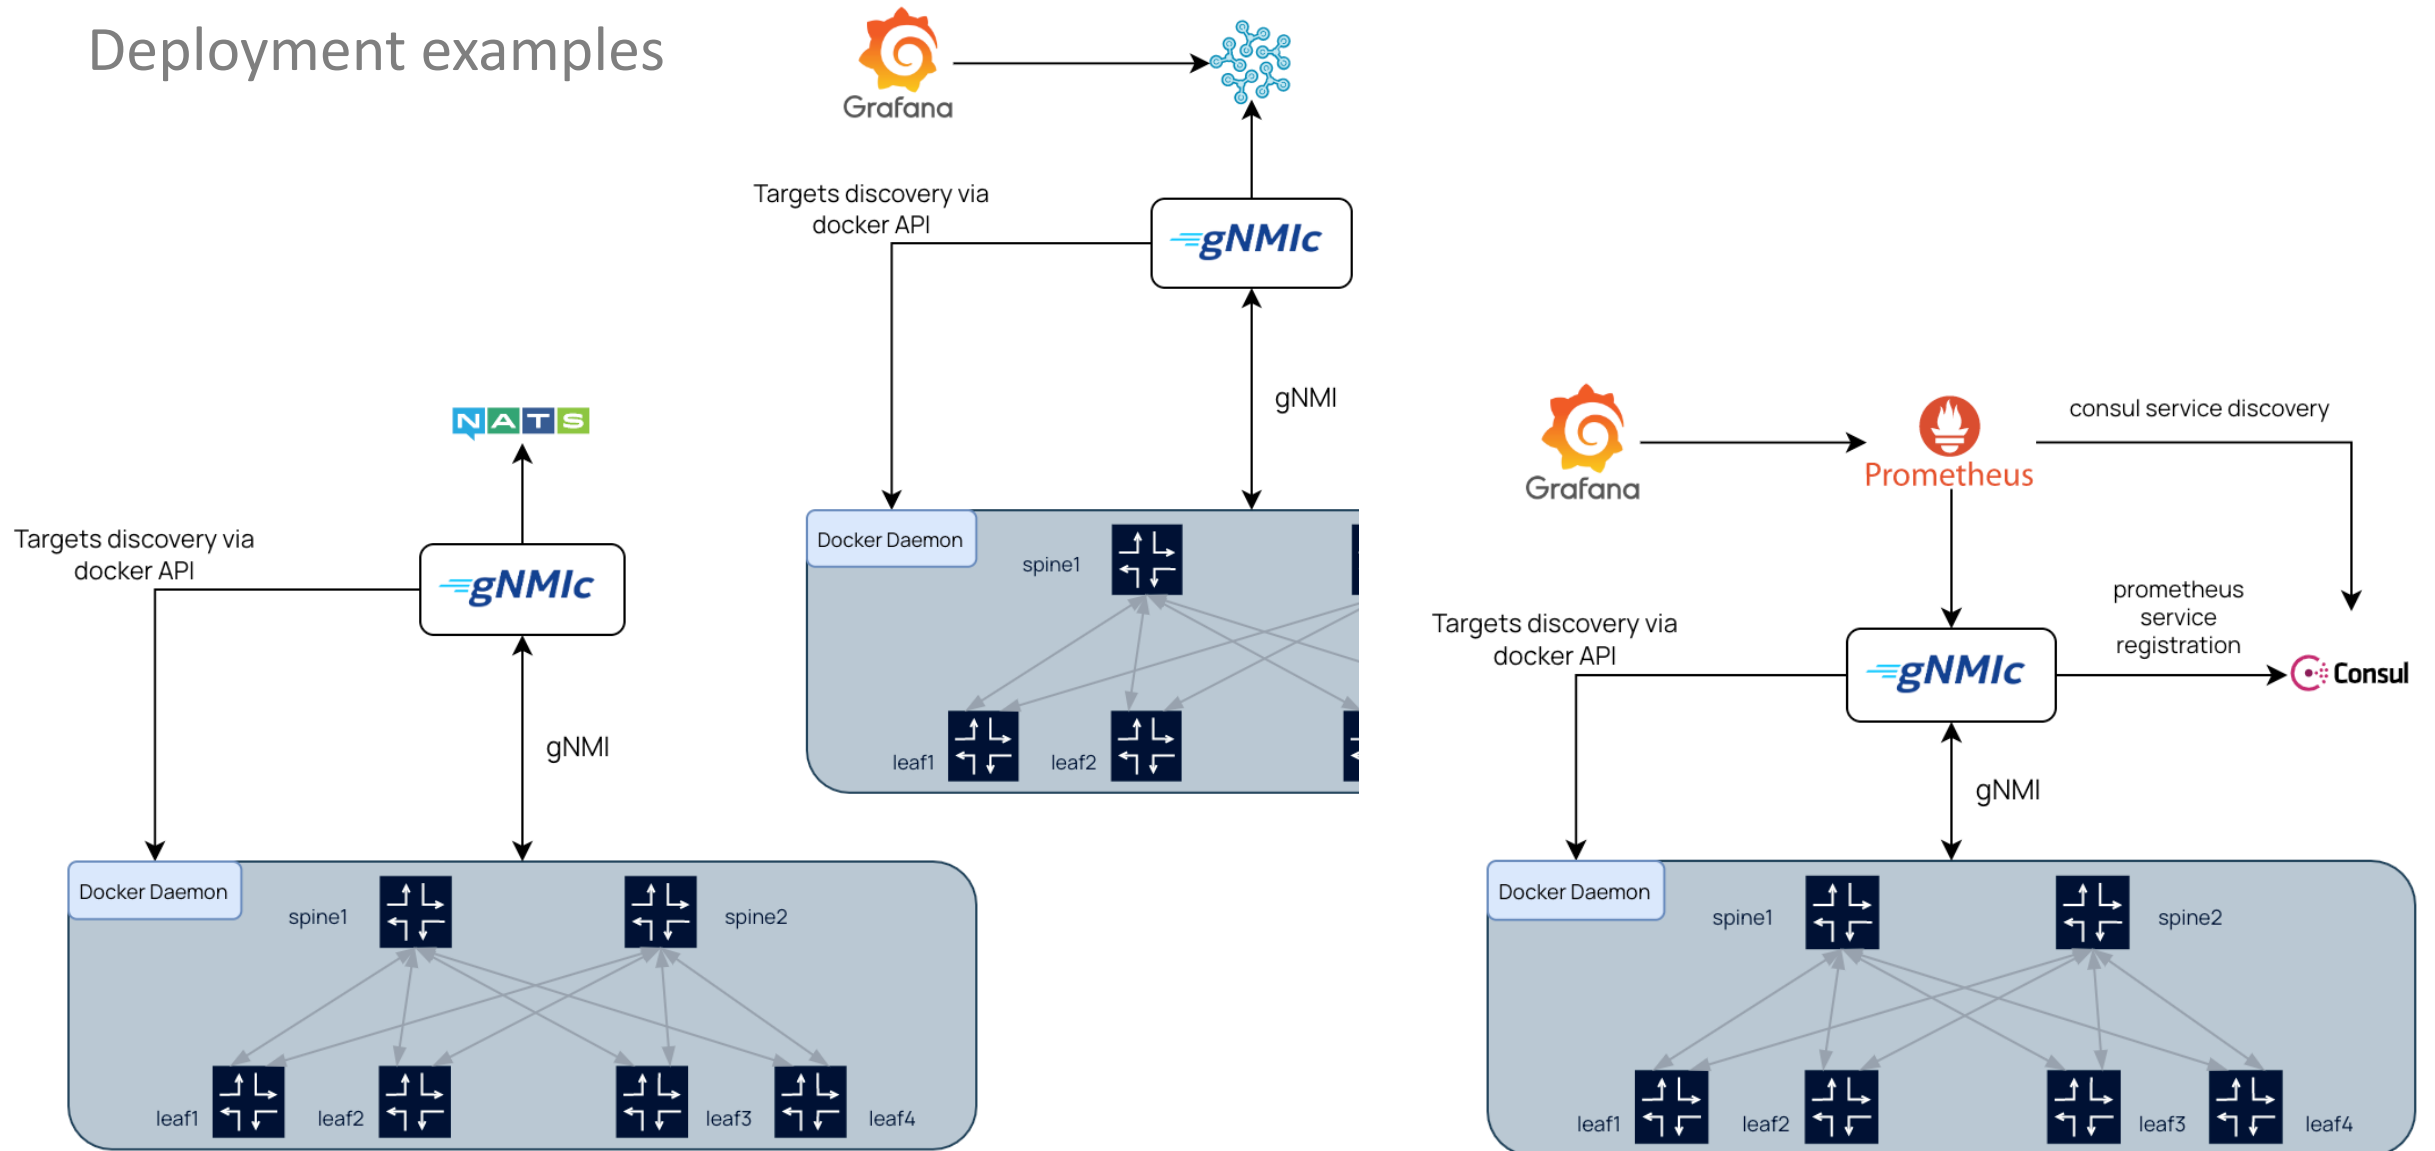 Deployment examples
Grafana
Targets discovery via
docker API
gNMIc
gNMI
Docker Daemon
spine1
leaf1
leaf2
NATS
Targets discovery via
docker API
gNMIc
gNMI
Docker Daemon
spine1
spine2
leaf1
leaf2
leaf3
leaf4
Grafana
Prometheus
consul service discovery
Targets discovery via
docker API
gNMIc
prometheus
service
registration
Consul
gNMI
Docker Daemon
spine1
spine2
leaf1
leaf2
leaf3
leaf4